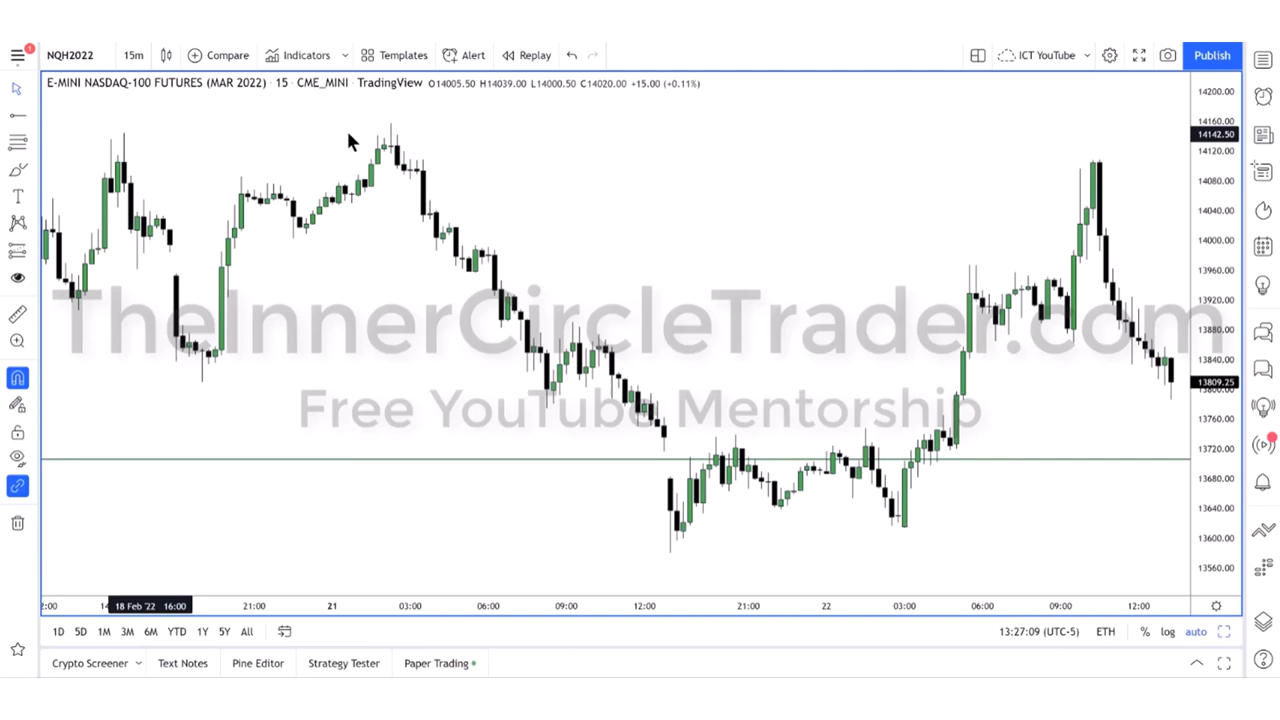 NQH2022 15m Compare Indicators Templates Alert Replay ICT YouTube Publish
E-MINI NASDAQ-100 FUTURES (MAR 2022) · 15 · CME_MINI · TradingView O14005.50 H14039.00 L14000.50 C14020.00 +15.00 (+0.11%)
14200.00
14160.00
14142.50
14120.00
14080.00
14040.00
14000.00
13960.00
13920.00
13880.00
13840.00
13809.25
13760.00
13720.00
13680.00
13640.00
13600.00
13560.00
TheInnerCircleTrader.com
Free YouTube Mentorship
18 Feb '22 16:00 21:00 21 03:00 06:00 09:00 12:00 21:00 22 03:00 06:00 09:00 12:00
1D 5D 1M 3M 6M YTD 1Y 5Y All 13:27:09 (UTC-5) ETH % log auto
Crypto Screener Text Notes Pine Editor Strategy Tester Paper Trading